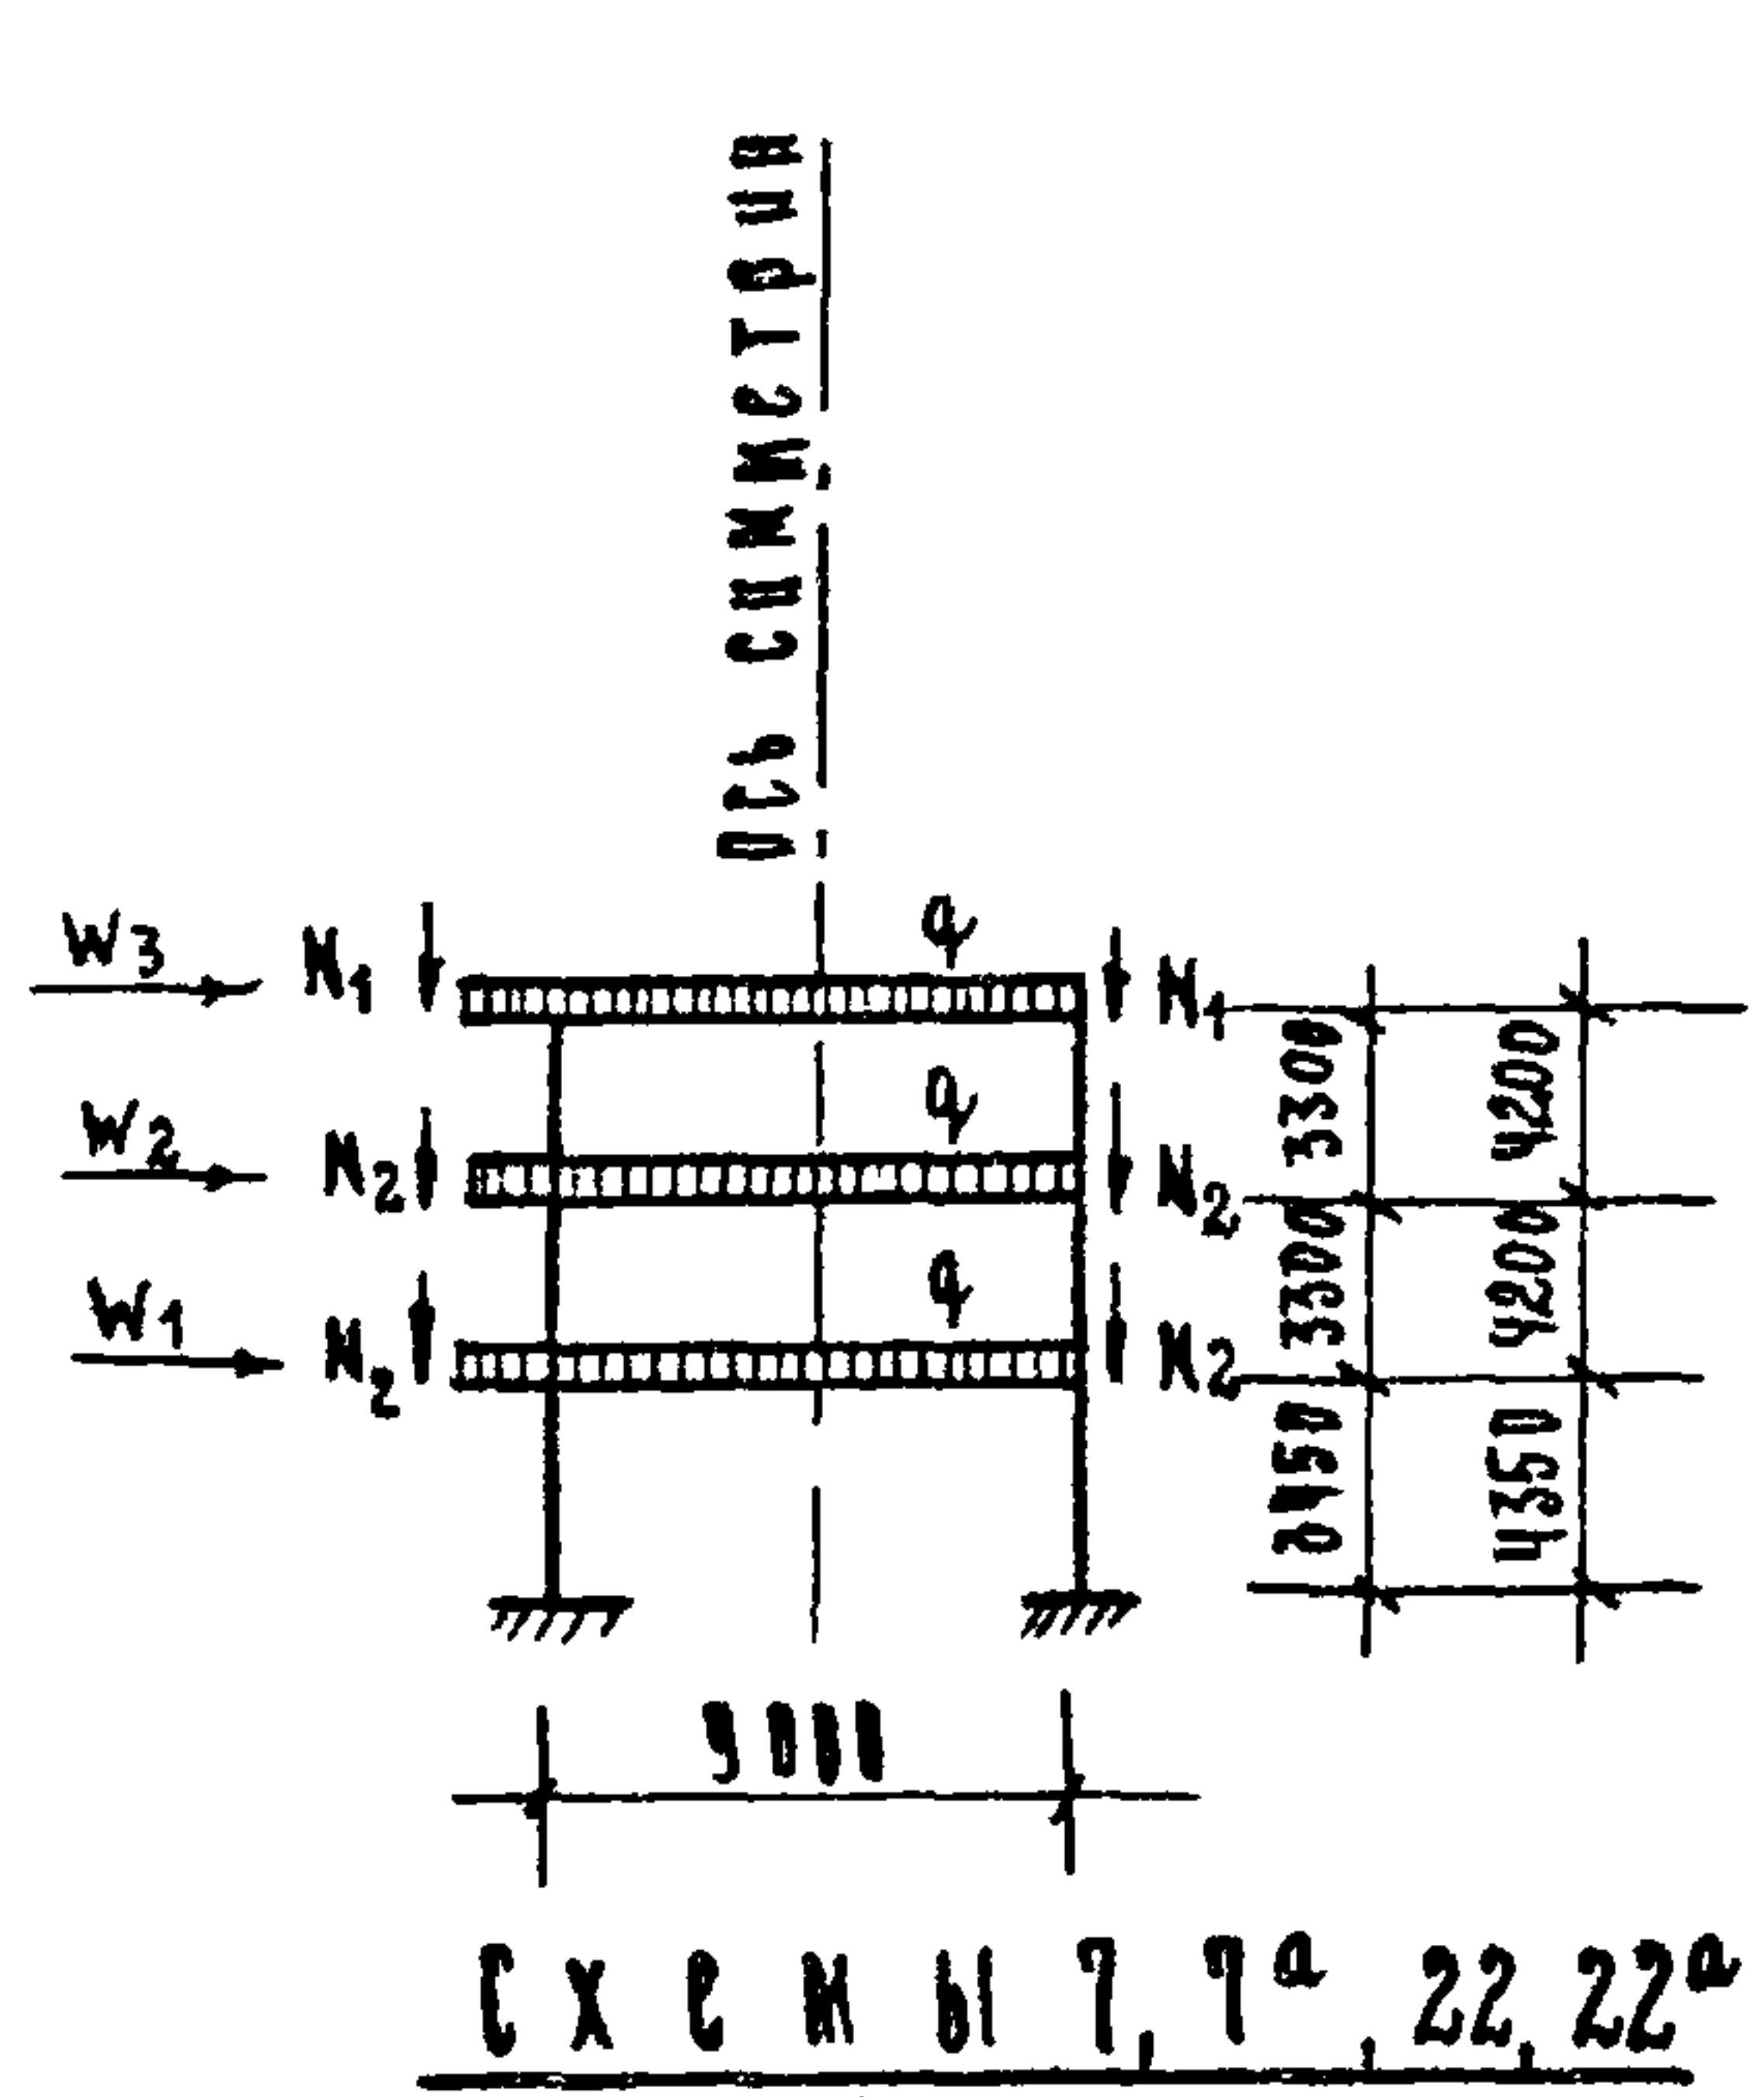 Ось симметрии
W3 N1 q N1
W2 N2 q N2
W1 N2 q N2
3300 4200
3300 4200
4350
9000
Схемы 7, 7а, 22, 22а